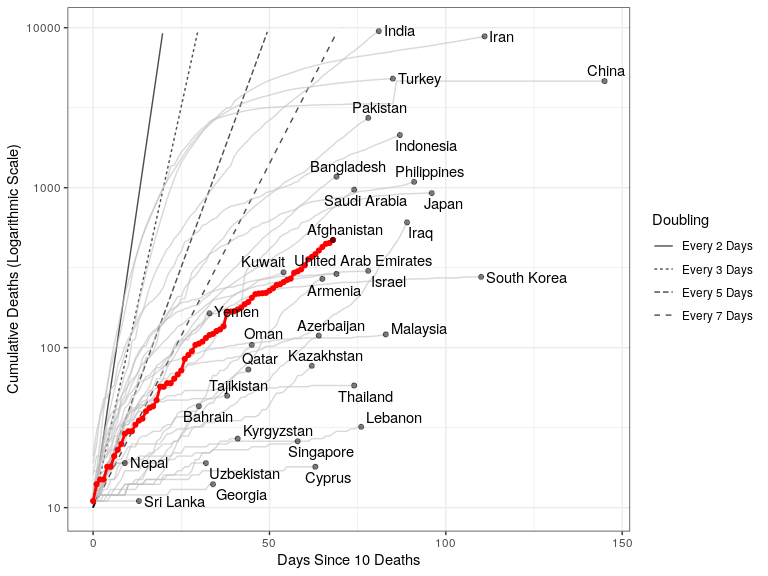 10000
1000
100
10
0
50
100
150
Cumulative Deaths (Logarithmic Scale)
Days Since 10 Deaths
India
Iran
China
Turkey
Pakistan
Indonesia
Bangladesh
Philippines
Saudi Arabia
Japan
Afghanistan
Iraq
Kuwait
United Arab Emirates
Israel
South Korea
Armenia
Yemen
Azerbaijan
Malaysia
Oman
Qatar
Kazakhstan
Tajikistan
Thailand
Bahrain
Lebanon
Kyrgyzstan
Singapore
Nepal
Uzbekistan
Cyprus
Georgia
Sri Lanka
Doubling
Every 2 Days
Every 3 Days
Every 5 Days
Every 7 Days